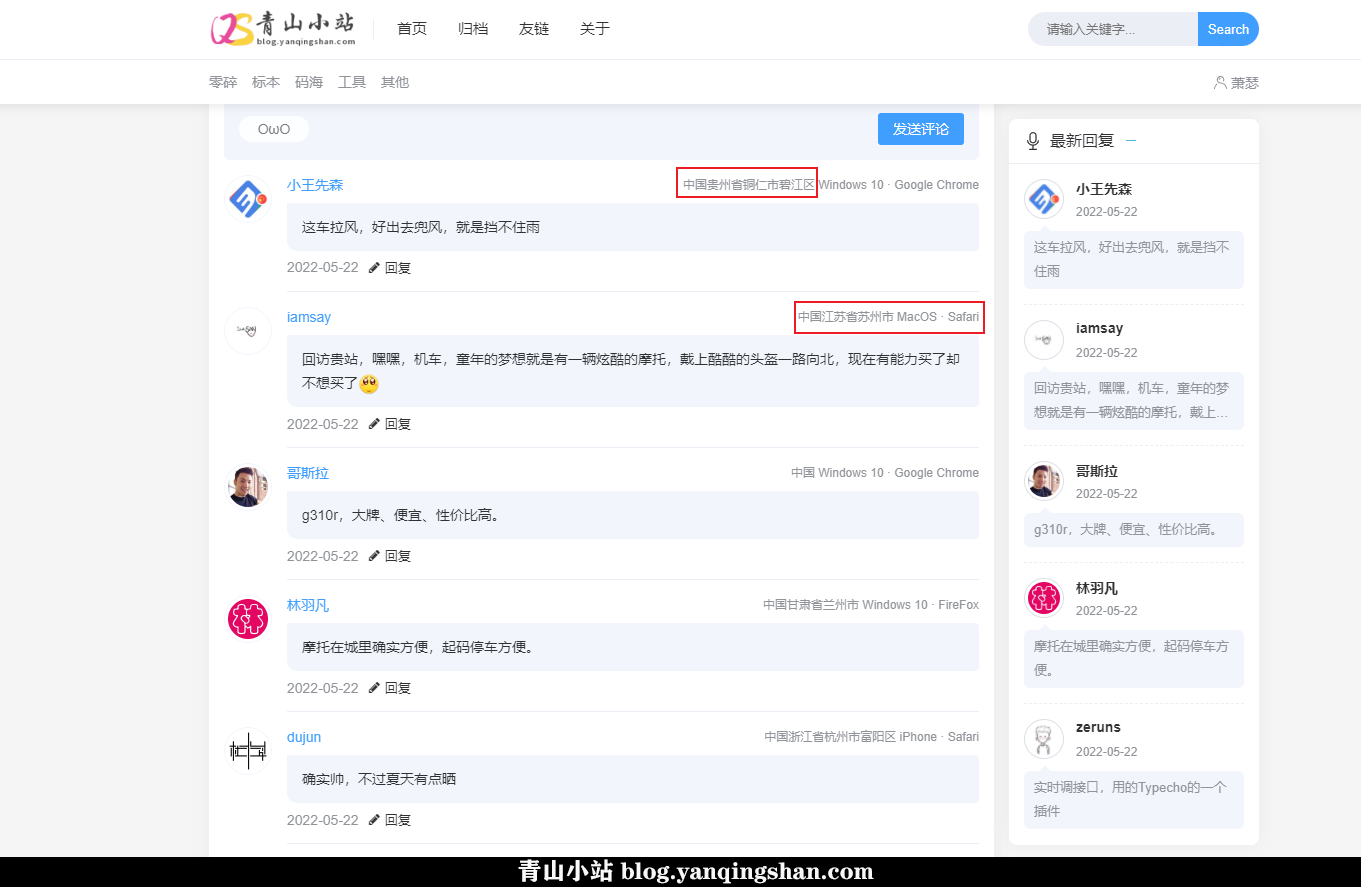 青山小站
blog.yanqingshan.com
首页 归档 友链 关于
请输入关键字... Search
零碎 标本 码海 工具 其他
萧瑟
OωO
发送评论
小王先森
中国贵州省铜仁市碧江区 Windows 10 · Google Chrome
这车拉风，好出去兜风，就是挡不住雨
2022-05-22 回复
iamsay
中国江苏省苏州市 MacOS · Safari
回访贵站，嘿嘿，机车，童年的梦想就是有一辆炫酷的摩托，戴上酷酷的头盔一路向北，现在有能力买了却
不想买了
2022-05-22 回复
哥斯拉
中国 Windows 10 · Google Chrome
g310r，大牌、便宜、性价比高。
2022-05-22 回复
林羽凡
中国甘肃省兰州市 Windows 10 · FireFox
摩托在城里确实方便，起码停车方便。
2022-05-22 回复
dujun
中国浙江省杭州市富阳区 iPhone · Safari
确实帅，不过夏天有点晒
2022-05-22 回复
最新回复
小王先森
2022-05-22
这车拉风，好出去兜风，就是挡不
住雨
iamsay
2022-05-22
回访贵站，嘿嘿，机车，童年的梦
想就是有一辆炫酷的摩托，戴上...
哥斯拉
2022-05-22
g310r，大牌、便宜、性价比高。
林羽凡
2022-05-22
摩托在城里确实方便，起码停车方
便。
zeruns
2022-05-22
实时调接口，用的Typecho的一个
插件
青山小站 blog.yanqingshan.com